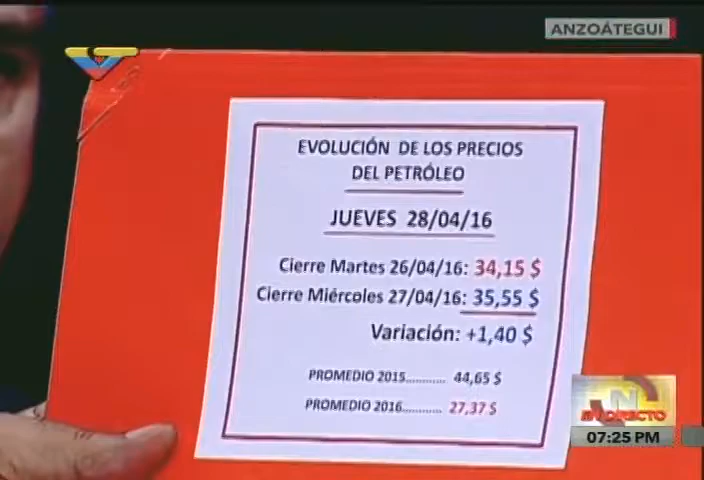 ANZOÁTEGUI
EVOLUCIÓN DE LOS PRECIOS
DEL PETRÓLEO
JUEVES 28/04/16
Cierre Martes 26/04/16: 34,15 $
Cierre Miércoles 27/04/16: 35,55 $
Variación: +1,40 $
PROMEDIO 2015........... 44,65 $
PROMEDIO 2016........... 27,37 $
N
EN DIRECTO
07:25 PM